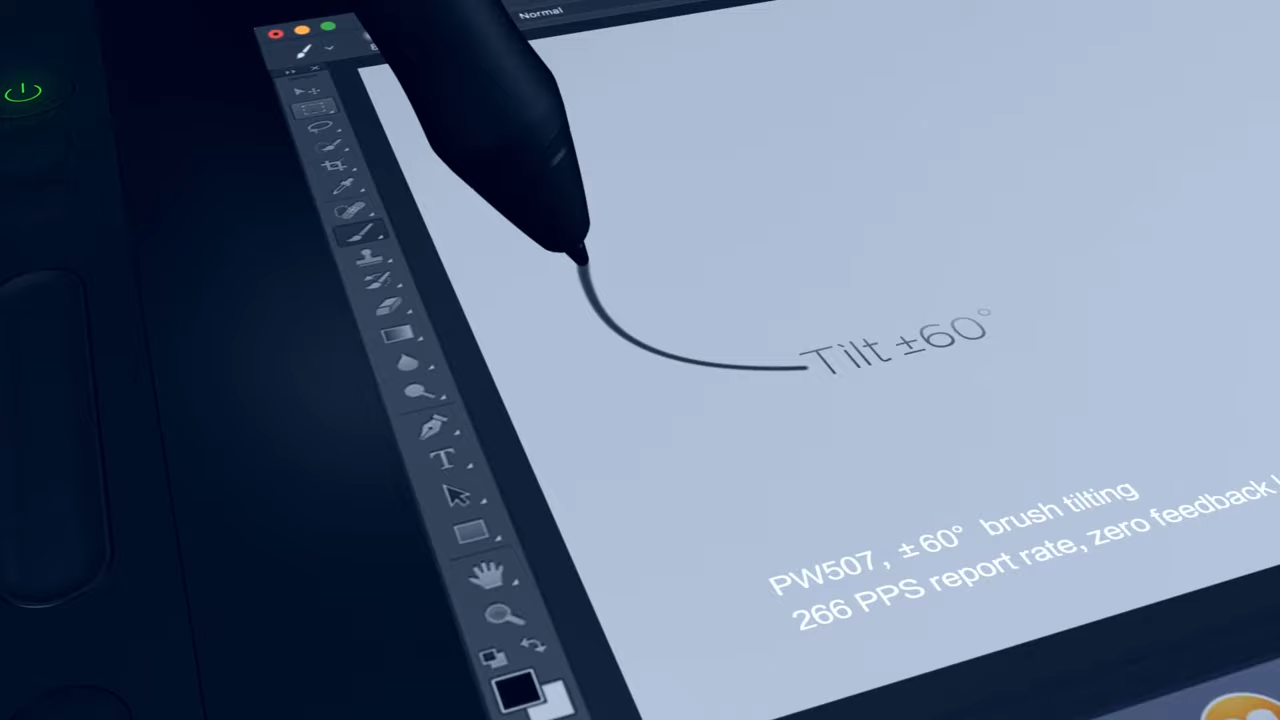 Normal
Tilt ±60°
PW507, ±60° brush tilting
266 PPS report rate, zero feedback